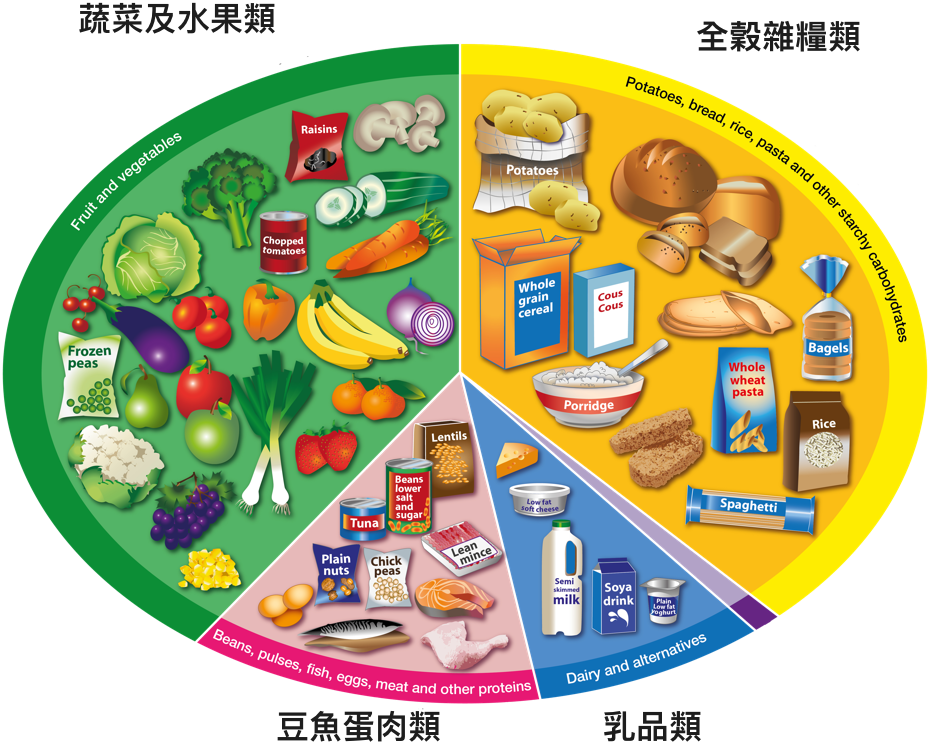 蔬菜及水果類
全穀雜糧類
Fruit and vegetables
Potatoes, bread, rice, pasta and other starchy carbohydrates
Raisins
Chopped
tomatoes
Frozen
peas
Potatoes
Whole
grain
cereal
Cous
Cous
Bagels
Porridge
Whole
wheat
pasta
Rice
Spaghetti
Lentils
Beans
lower
salt
and
sugar
Tuna
Lean
mince
Plain
nuts
Chick
peas
Low fat
soft cheese
Semi
skimmed
milk
Soya
drink
Plain
Low fat
yoghurt
Beans, pulses, fish, eggs, meat and other proteins
Dairy and alternatives
豆魚蛋肉類
乳品類